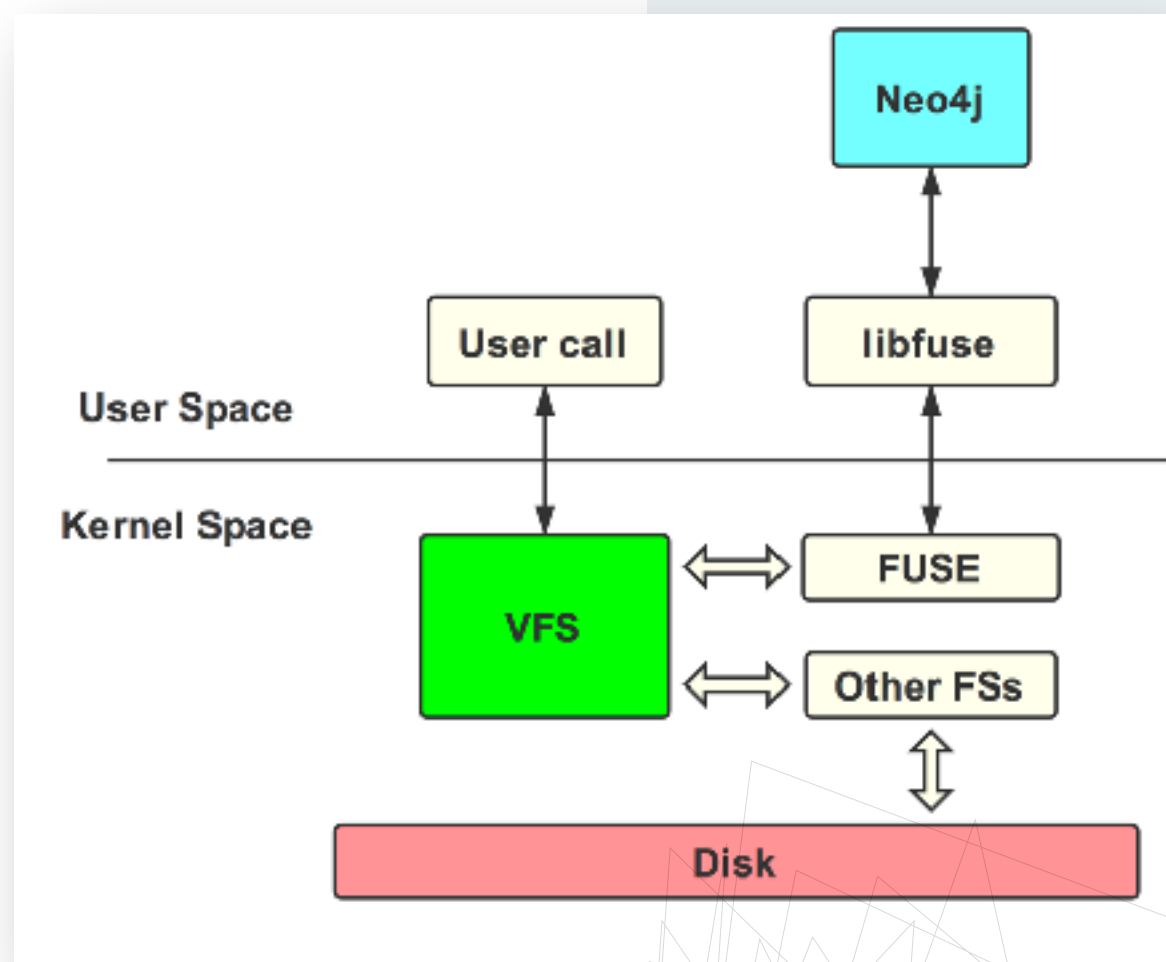 Neo4j
User call
libfuse
User Space
Kernel Space
FUSE
VFS
Other FSs
Disk